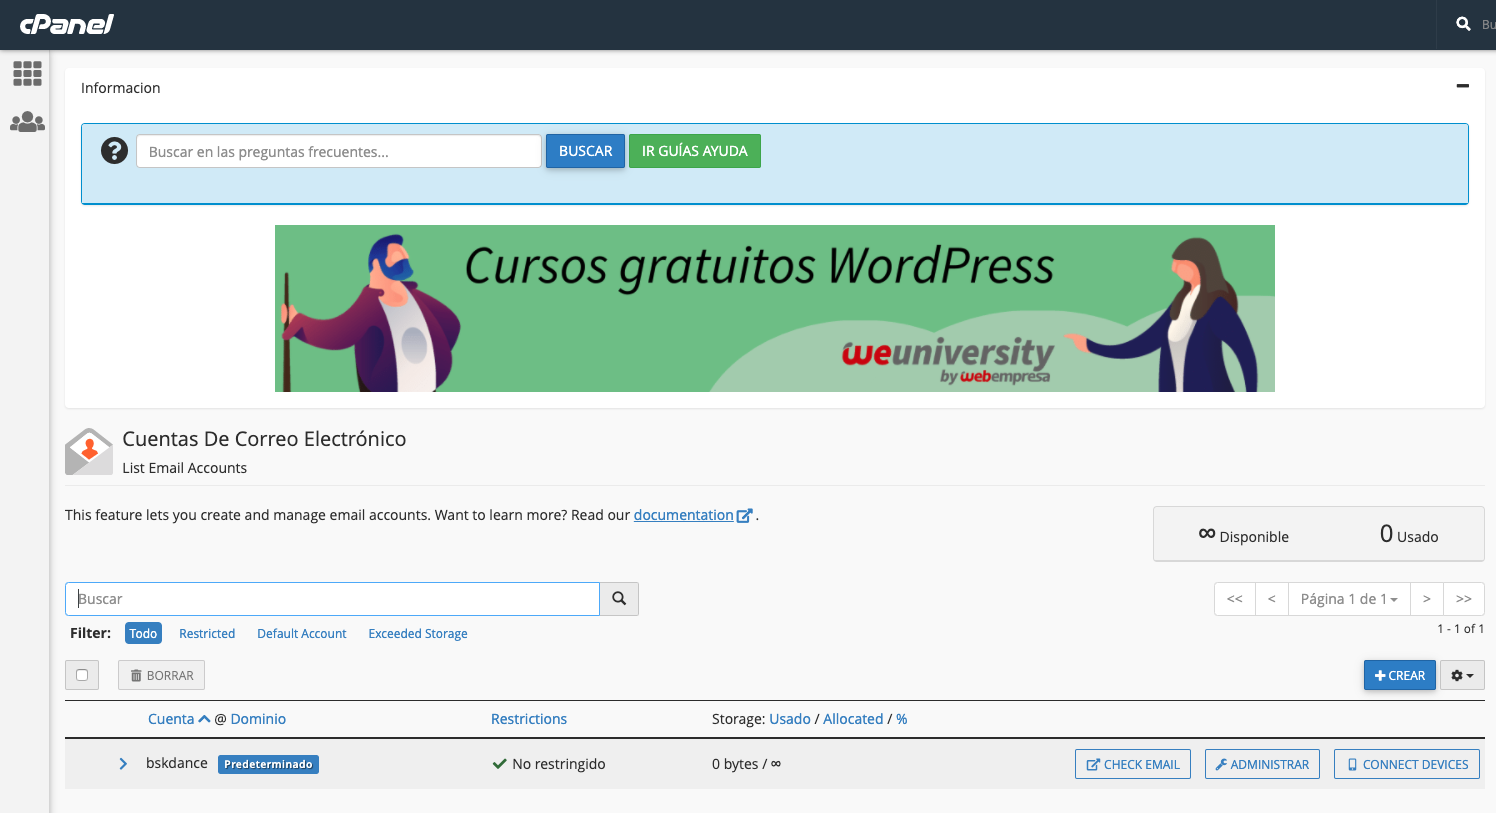 cPanel
Bu
Informacion
Buscar en las preguntas frecuentes...
BUSCAR
IR GUÍAS AYUDA
Cursos gratuitos WordPress
weuniversity
by webempresa
Cuentas De Correo Electrónico
List Email Accounts
This feature lets you create and manage email accounts. Want to learn more? Read our documentation .
∞ Disponible
0 Usado
Buscar
<< < Página 1 de 1 > >>
Filter: Todo Restricted Default Account Exceeded Storage
1 - 1 of 1
BORRAR
CREAR
Cuenta @ Dominio
Restrictions
Storage: Usado / Allocated / %
bskdance Predeterminado
No restringido
0 bytes / ∞
CHECK EMAIL
ADMINISTRAR
CONNECT DEVICES